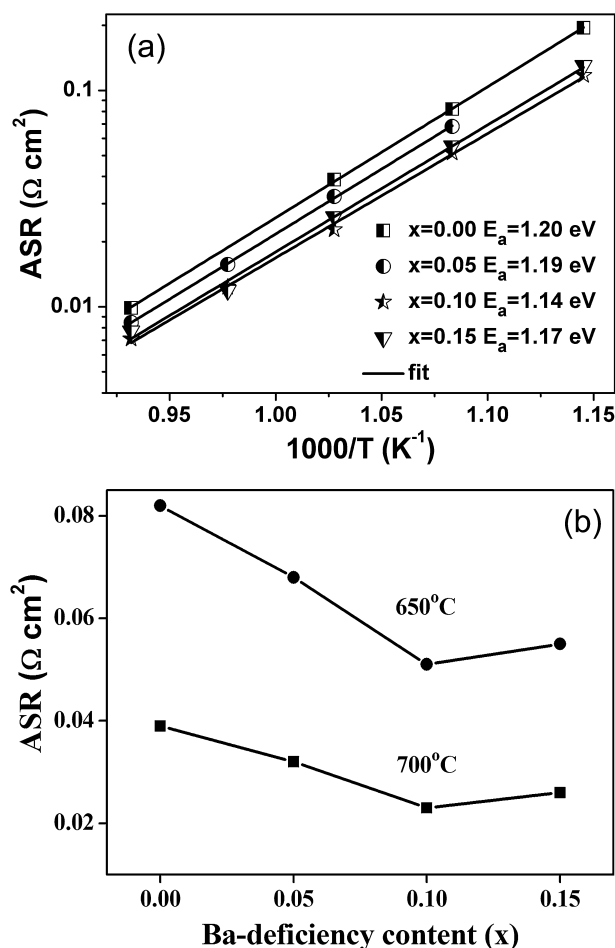 (a)
ASR (Ω cm²)
0.1
0.01
x=0.00 Eₐ=1.20 eV
x=0.05 Eₐ=1.19 eV
x=0.10 Eₐ=1.14 eV
x=0.15 Eₐ=1.17 eV
fit
0.95 1.00 1.05 1.10 1.15
1000/T (K⁻¹)
(b)
ASR (Ω cm²)
0.08
0.06
0.04
0.02
650°C
700°C
0.00 0.05 0.10 0.15
Ba-deficiency content (x)